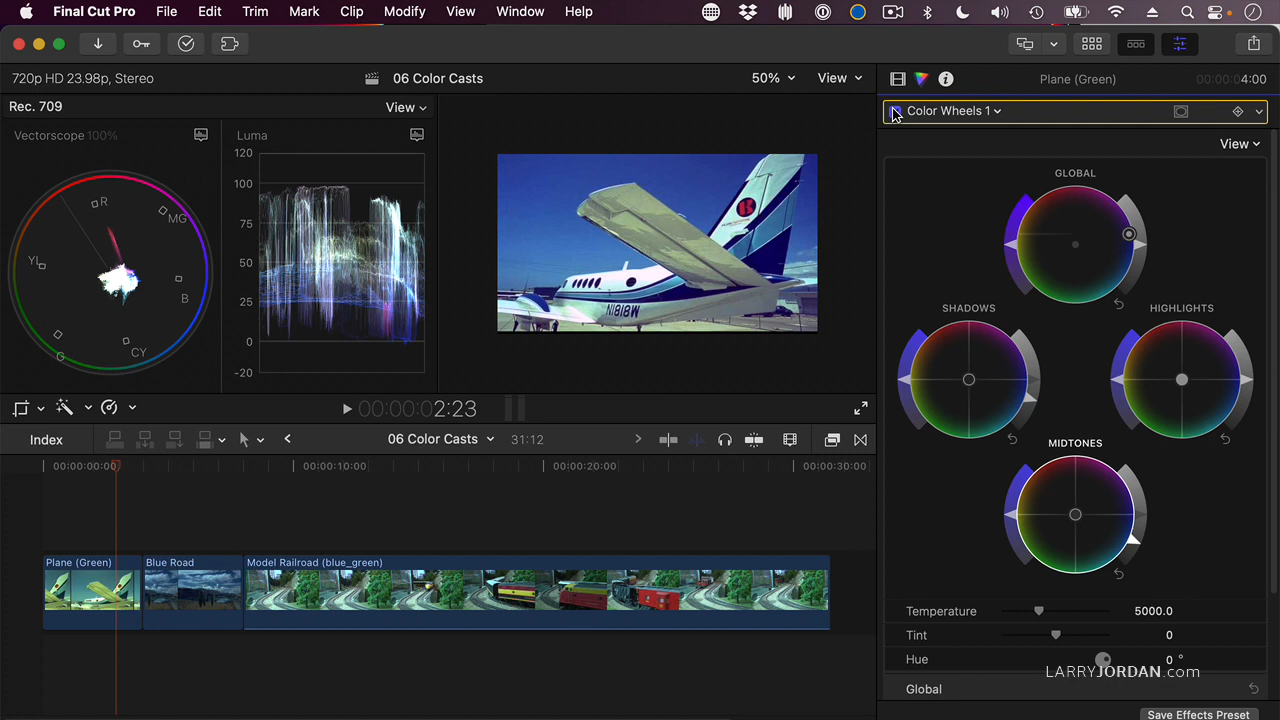 Final Cut Pro File Edit Trim Mark Clip Modify View Window Help
720p HD 23.98p, Stereo
06 Color Casts
50%
View
Plane (Green)
00:00:04:00
Rec. 709
View
Color Wheels 1
View
Vectorscope 100%
Luma
R
MG
YL
B
G
CY
120
100
75
50
25
0
-20
N1818W
GLOBAL
SHADOWS
HIGHLIGHTS
MIDTONES
00:00:02:23
Index
06 Color Casts
31:12
00:00:00:00
00:00:10:00
00:00:20:00
00:00:30:00
Plane (Green)
Blue Road
Model Railroad (blue_green)
Temperature
5000.0
Tint
0
Hue
0 °
LARRYJORDAN.com
Global
Save Effects Preset